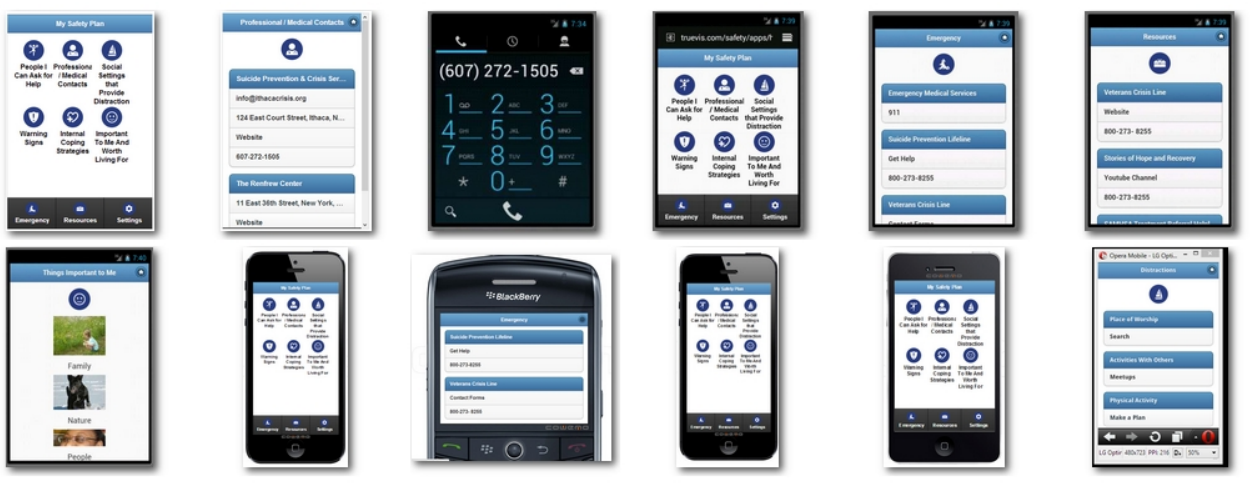 My Safety Plan
People I
Can Ask for
Help
Professiona
/ Medical
Contacts
Social
Settings
that
Provide
Distraction
Warning
Signs
Internal
Coping
Strategies
Important
To Me And
Worth
Living For
Emergency
Resources
Settings
Professional / Medical Contacts
Suicide Prevention & Crisis Ser...
info@ithacacrisis.org
124 East Court Street, Ithaca, N...
Website
607-272-1505
The Renfrew Center
11 East 36th Street, New York, ...
Website
7:34
(607) 272-1505
1
2 ABC
3 DEF
4 GHI
5 JKL
6 MNO
7 PQRS
8 TUV
9 WXYZ
*
0 +
#
7:39
truevis.com/safety/apps/h
My Safety Plan
People I
Can Ask for
Help
Professional
/ Medical
Contacts
Social
Settings
that Provide
Distraction
Warning
Signs
Internal
Coping
Strategies
Important
To Me And
Worth
Living For
Emergency
Resources
Settings
7:39
Emergency
Emergency Medical Services
911
Suicide Prevention Lifeline
Get Help
800-273-8255
Veterans Crisis Line
Contact Forms
7:39
Resources
Veterans Crisis Line
Website
800-273- 8255
Stories of Hope and Recovery
Youtube Channel
800-273-8255
7:40
Things Important to Me
Family
Nature
People
My Safety Plan
People I
Can Ask for
Help
Professiona
/ Medical
Contacts
Social
Settings
that
Provide
Distraction
Warning
Signs
Internal
Coping
Strategies
Important
To Me And
Worth
Living For
Emergency
Resources
Settings
BlackBerry
Emergency
Suicide Prevention Lifeline
Get Help
800-273-8255
Veterans Crisis Line
Contact Forms
800-273- 8255
My Safety Plan
People I
Can Ask for
Help
Professiona
/ Medical
Contacts
Social
Settings
that
Provide
Distraction
Warning
Signs
Internal
Coping
Strategies
Important
To Me And
Worth
Living For
Emergency
Resources
Settings
My Safety Plan
People I
Can Ask for
Help
Professiona
/ Medical
Contacts
Social
Settings
that
Provide
Distraction
Warning
Signs
Internal
Coping
Strategies
Important
To Me And
Worth
Living For
Emergency
Resources
Settings
Opera Mobile - LG Opti...
Distractions
Place of Worship
Search
Activities With Others
Meetups
Physical Activity
Make a Plan
LG Optir 480x723 PPI: 216 50%